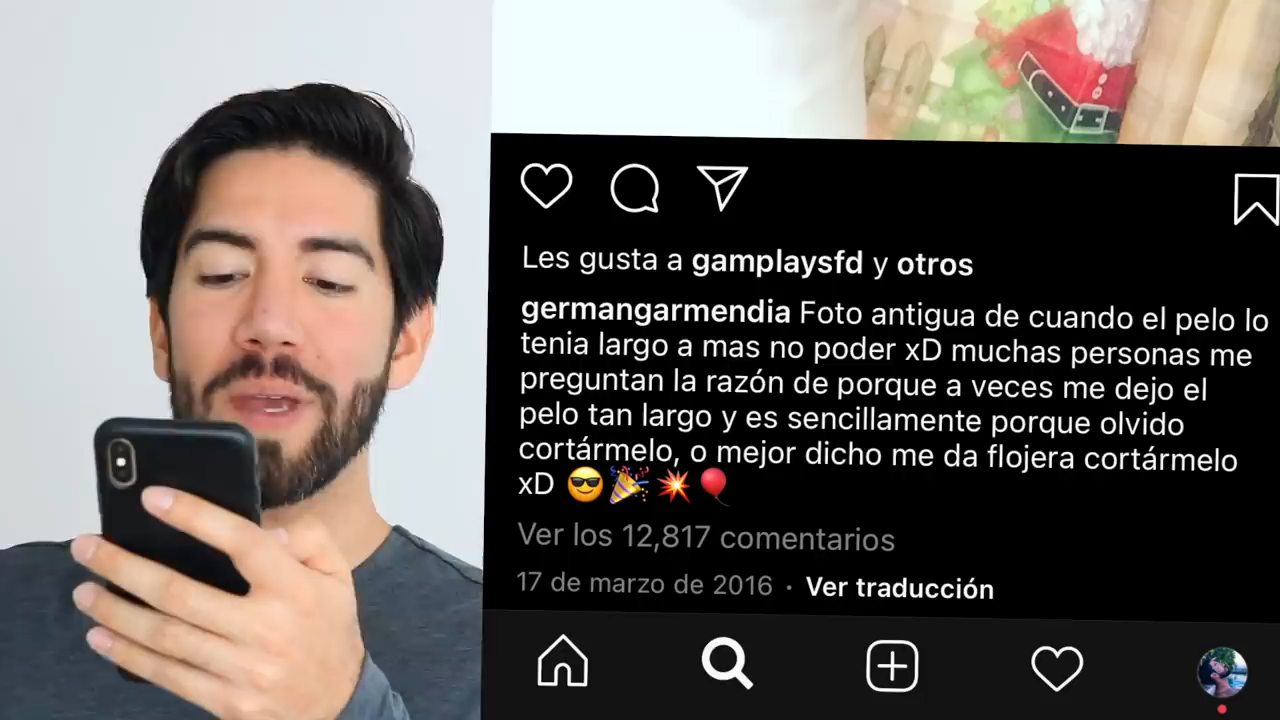 Les gusta a gamplaysfd y otros
germangarmendia Foto antigua de cuando el pelo lo
tenia largo a mas no poder xD muchas personas me
preguntan la razón de porque a veces me dejo el
pelo tan largo y es sencillamente porque olvido
cortármelo, o mejor dicho me da flojera cortármelo
xD 😎🎉💥🎈
Ver los 12,817 comentarios
17 de marzo de 2016 · Ver traducción